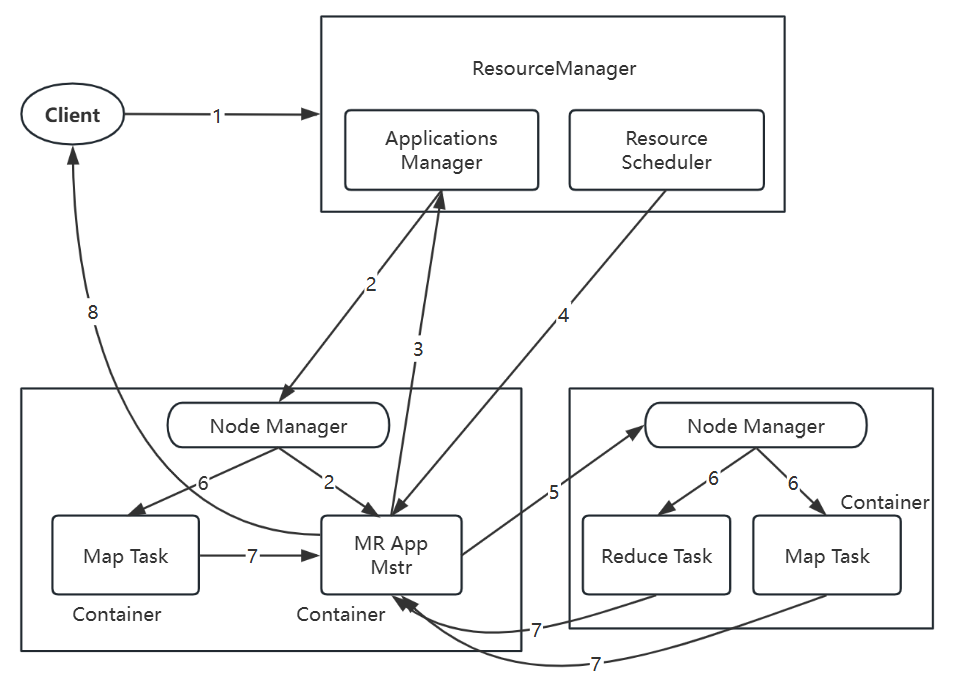 ResourceManager
Client
1
Applications
Manager
Resource
Scheduler
2
8
4
3
Node Manager
Node Manager
6
2
5
6
6
Container
Map Task
7
MR App
Mstr
Reduce Task
Map Task
Container
Container
7
7